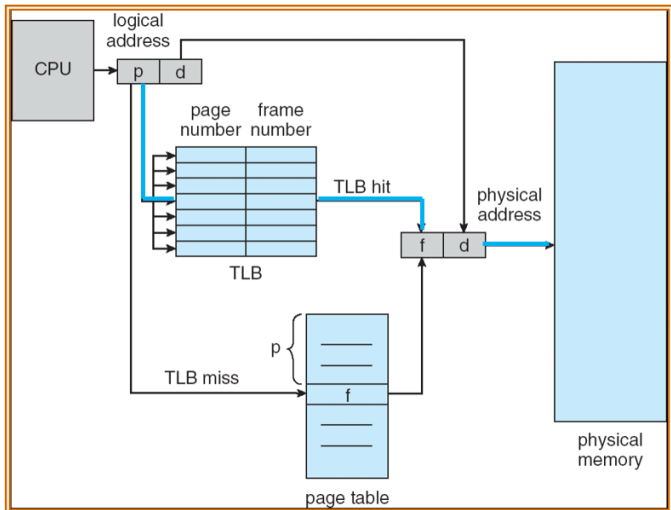 logical
address
CPU
p d
page frame
number number
TLB hit
physical
address
f d
TLB
p
TLB miss
f
physical
memory
page table